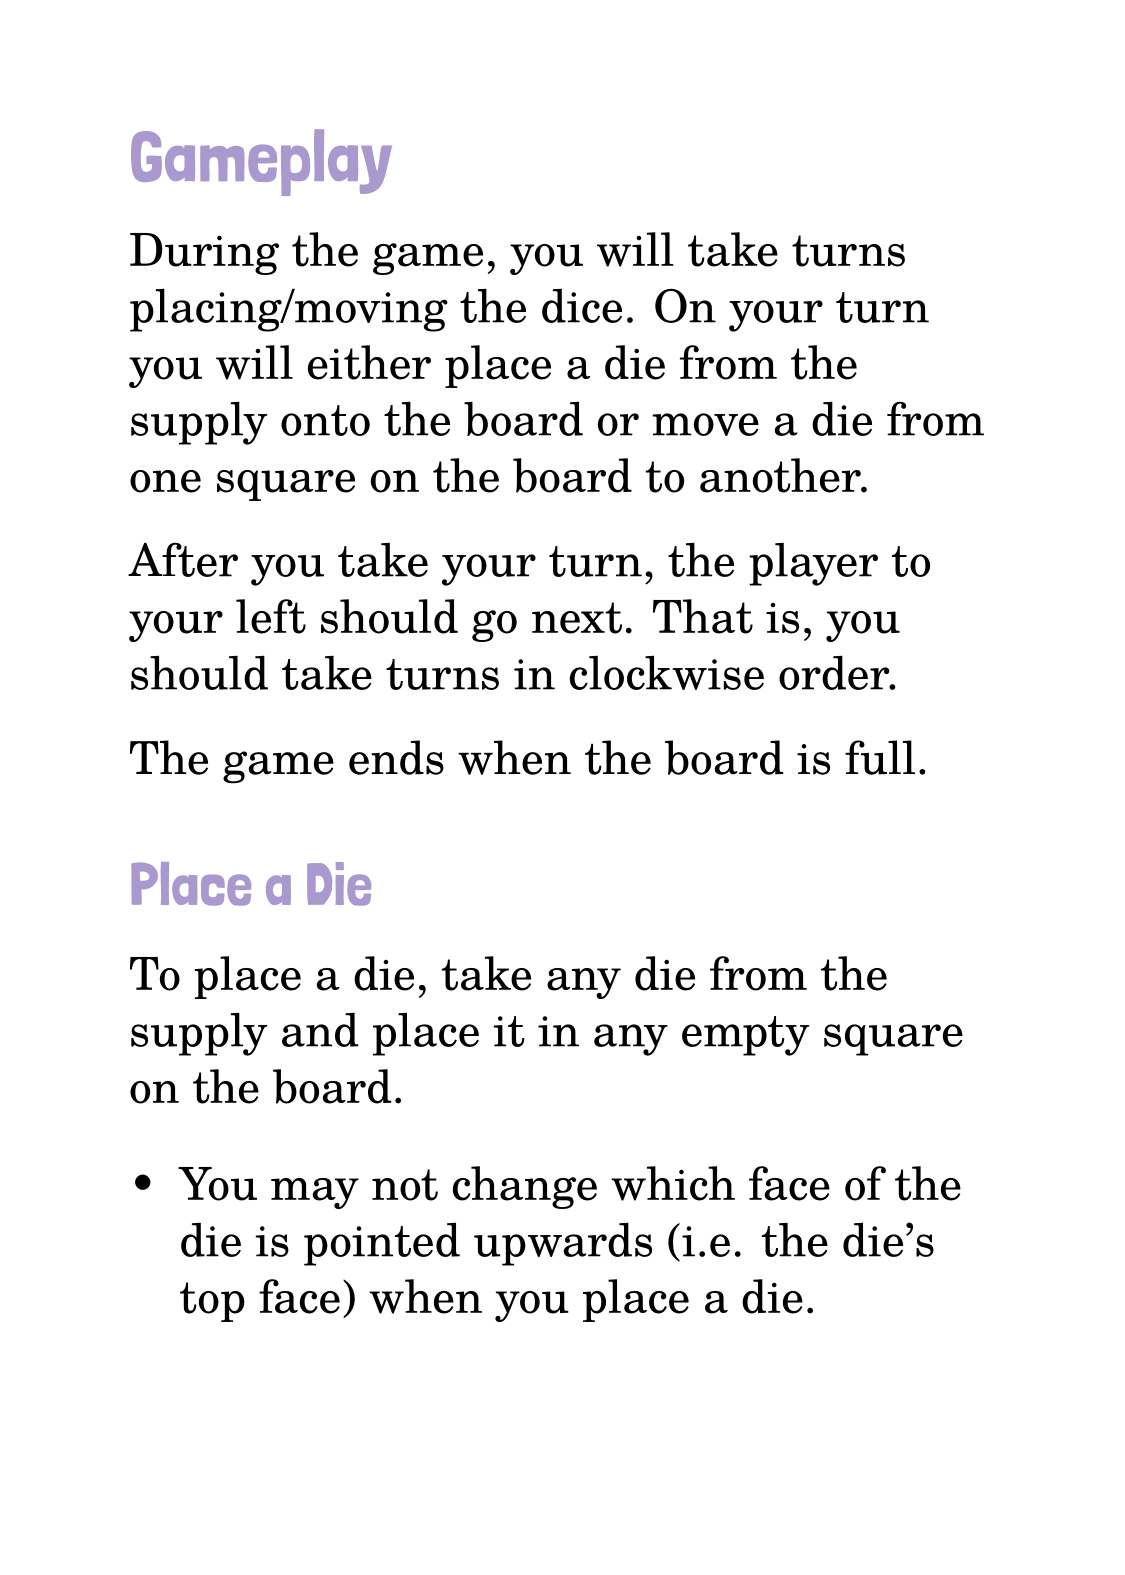 Gameplay
During the game, you will take turns
placing/moving the dice. On your turn
you will either place a die from the
supply onto the board or move a die from
one square on the board to another.
After you take your turn, the player to
your left should go next. That is, you
should take turns in clockwise order.
The game ends when the board is full.
Place a Die
To place a die, take any die from the
supply and place it in any empty square
on the board.
• You may not change which face of the
die is pointed upwards (i.e. the die’s
top face) when you place a die.